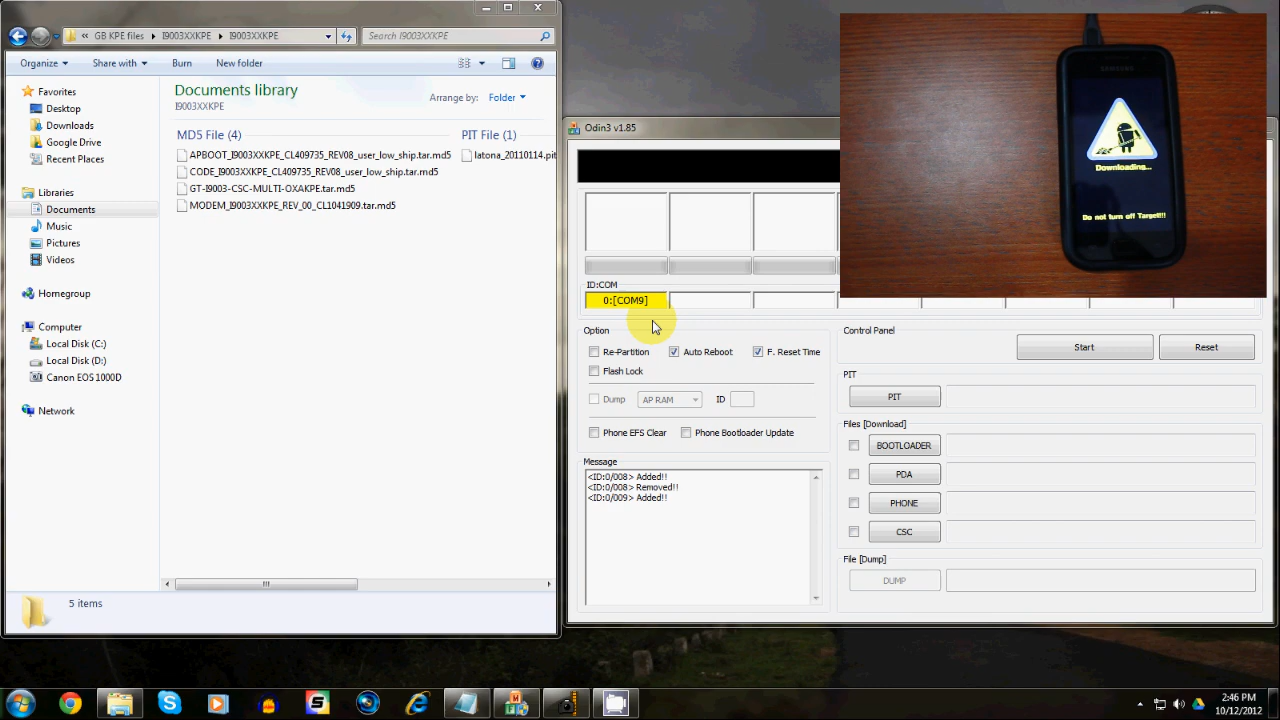 « GB KPE files ▸ I9003XXKPE ▸ I9003XXKPE
Search I9003XXKPE
Organize
Share with
Burn
New folder
Favorites
Desktop
Downloads
Google Drive
Recent Places
Libraries
Documents
Music
Pictures
Videos
Homegroup
Computer
Local Disk (C:)
Local Disk (D:)
Canon EOS 1000D
Network
Documents library
I9003XXKPE
Arrange by:
Folder
MD5 File (4)
PIT File (1)
APBOOT_I9003XXKPE_CL409735_REV08_user_low_ship.tar.md5
latona_20110114.pit
CODE_I9003XXKPE_CL409735_REV08_user_low_ship.tar.md5
GT-I9003-CSC-MULTI-OXAKPE.tar.md5
MODEM_I9003XXKPE_REV_00_CL1041909.tar.md5
5 items
Odin3 v1.85
ID:COM
0:[COM9]
Option
Re-Partition
Auto Reboot
F. Reset Time
Flash Lock
Dump
AP RAM
ID
Phone EFS Clear
Phone Bootloader Update
Message
<ID:0/008> Added!!
<ID:0/008> Removed!!
<ID:0/009> Added!!
Control Panel
Start
Reset
PIT
PIT
Files [Download]
BOOTLOADER
PDA
PHONE
CSC
File [Dump]
DUMP
SAMSUNG
Downloading...
Do not turn off Target!!!
2:46 PM
10/12/2012